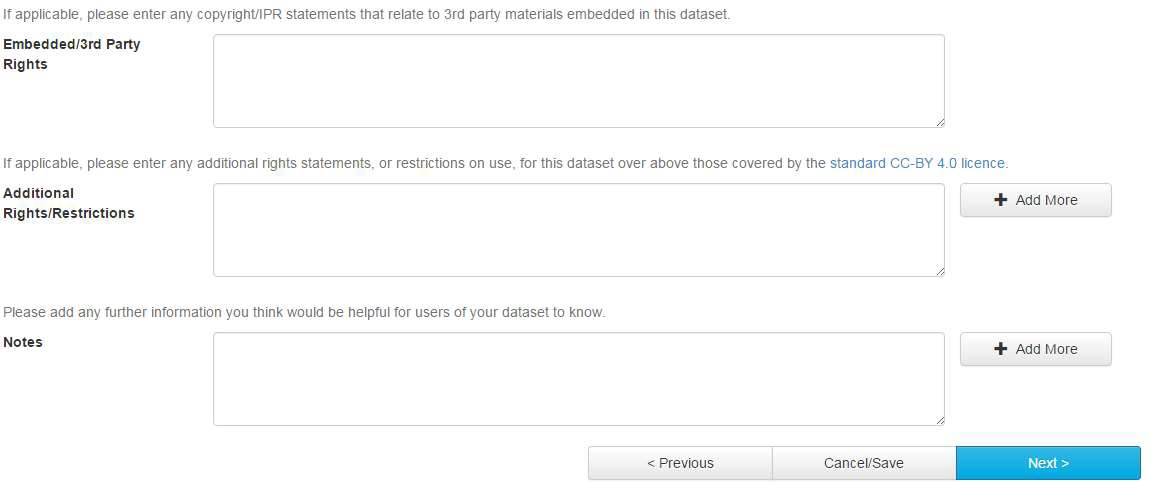 If applicable, please enter any copyright/IPR statements that relate to 3rd party materials embedded in this dataset.
Embedded/3rd Party
Rights
If applicable, please enter any additional rights statements, or restrictions on use, for this dataset over above those covered by the standard CC-BY 4.0 licence.
Additional
Rights/Restrictions
Add More
Please add any further information you think would be helpful for users of your dataset to know.
Notes
Add More
< Previous
Cancel/Save
Next >